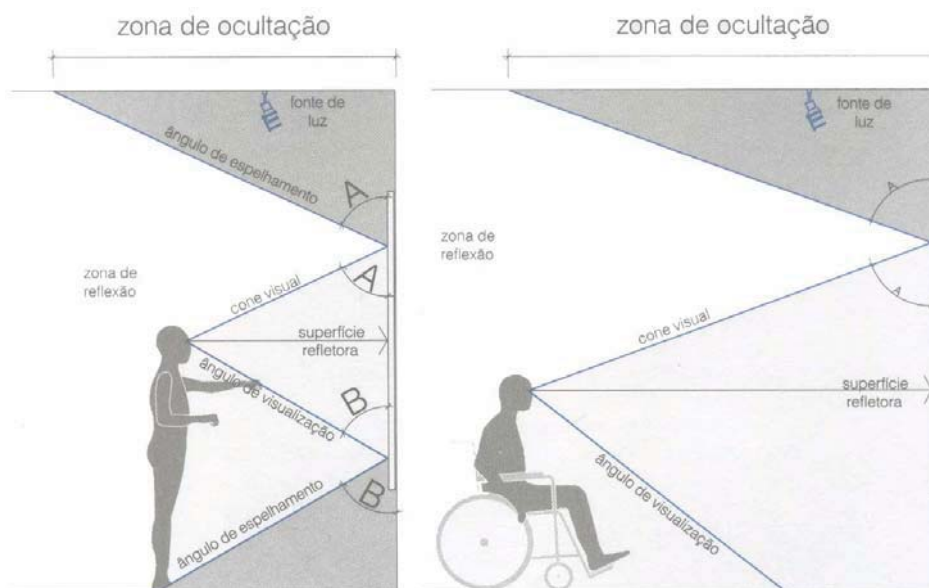 zona de ocultação
fonte de
luz
ângulo de espelhamento
A
zona de
reflexão
A
cone visual
superfície
refletora
ângulo de visualização
B
ângulo de espelhamento
B
zona de ocultação
fonte de
luz
A
zona de
reflexão
A
cone visual
superfície
refletora
ângulo de visualização